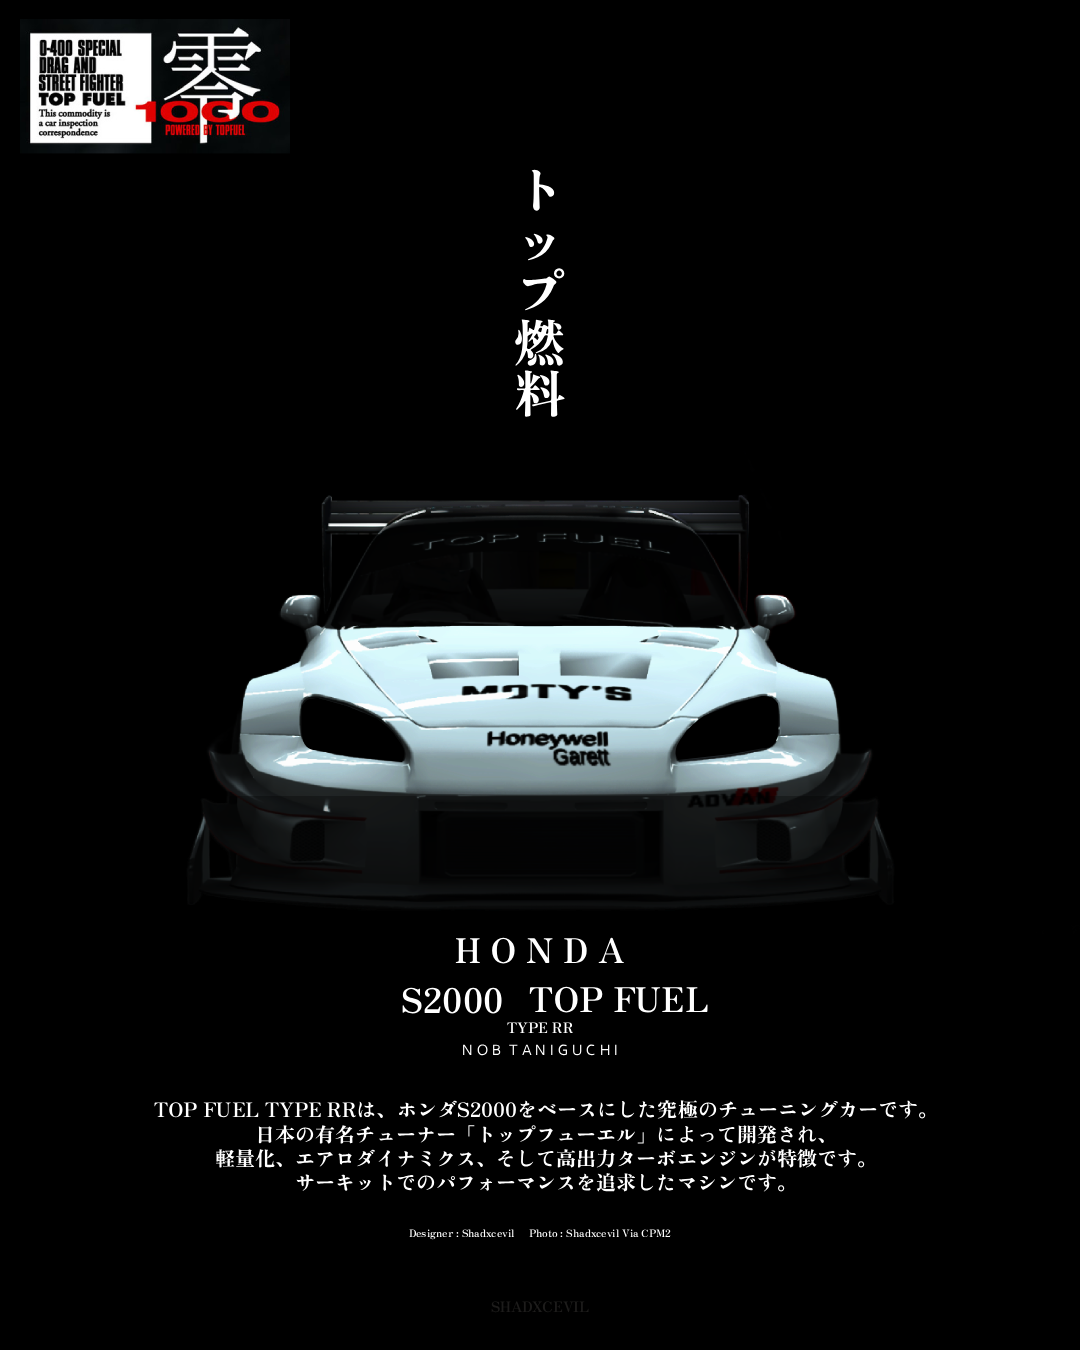 0-400 SPECIAL
DRAG AND
STREET FIGHTER
TOP FUEL
This commodity is
a car inspection
correspondence
零
1000
POWERED BY TOPFUEL
トップ燃料
TOP FUEL
MOTY'S
Honeywell
Garett
ADVAN
HONDA
S2000 TOP FUEL
TYPE RR
NOB TANIGUCHI
TOP FUEL TYPE RRは、ホンダS2000をベースにした究極のチューニングカーです。
日本の有名チューナー「トップフューエル」によって開発され、
軽量化、エアロダイナミクス、そして高出力ターボエンジンが特徴です。
サーキットでのパフォーマンスを追求したマシンです。
Designer : Shadxcevil Photo : Shadxcevil Via CPM2
SHADXCEVIL